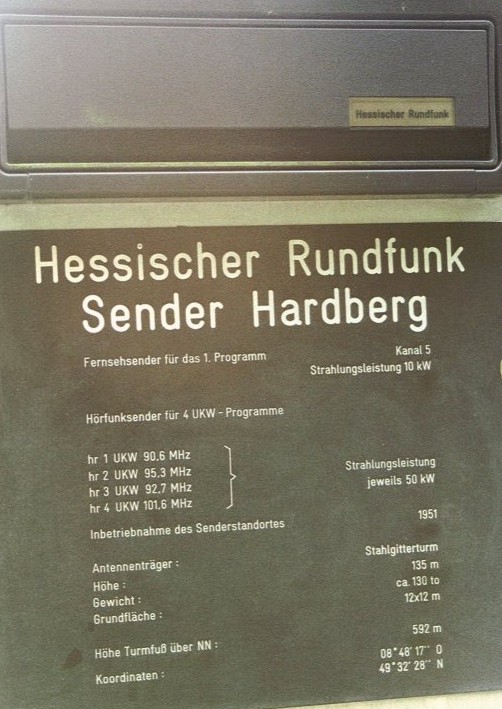 Hessischer Rundfunk
Hessischer Rundfunk
Sender Hardberg
Fernsehsender für das 1. Programm Kanal 5
Strahlungsleistung 10 kW
Hörfunksender für 4 UKW - Programme
hr 1 UKW 90,6 MHz
hr 2 UKW 95,3 MHz
hr 3 UKW 92,7 MHz
hr 4 UKW 101,6 MHz
Strahlungsleistung
jeweils 50 kW
Inbetriebnahme des Senderstandortes 1951
Antennenträger : Stahlgitterturm
Höhe : 135 m
Gewicht : ca. 130 to
Grundfläche : 12x12 m
Höhe Turmfuß über NN : 592 m
Koordinaten : 08° 48' 17'' O
49° 32' 28'' N